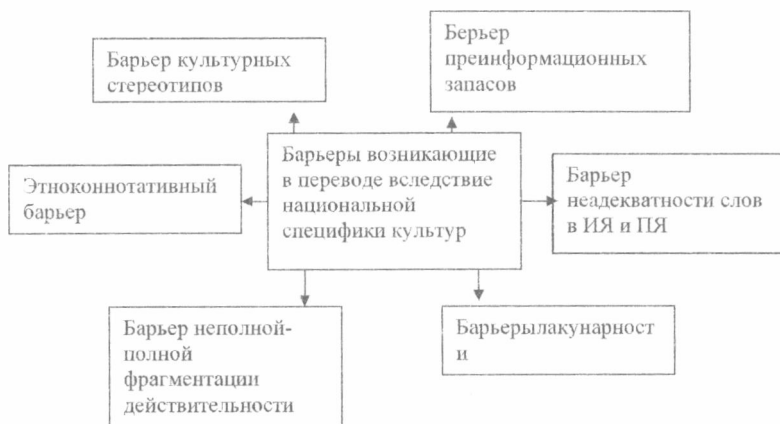 Барьер культурных
стереотипов
Берьер
преинформационных
запасов
Барьеры возникающие
в переводе вследствие
национальной
специфики культур
Этноконнотативный
барьер
Барьер
неадекватности слов
в ИЯ и ПЯ
Барьер неполной-
полной
фрагментации
действительности
Барьерылакунарност
и